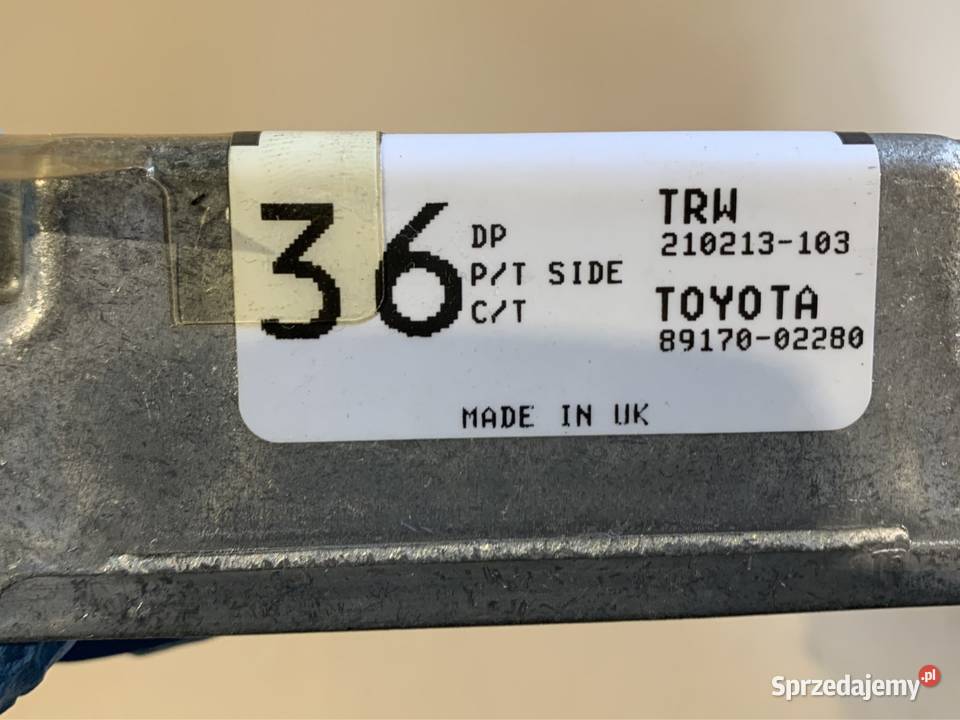 36
DP
P/T SIDE
C/T
TRW
210213-103
TOYOTA
89170-02280
MADE IN UK
Sprzedajemy.pl